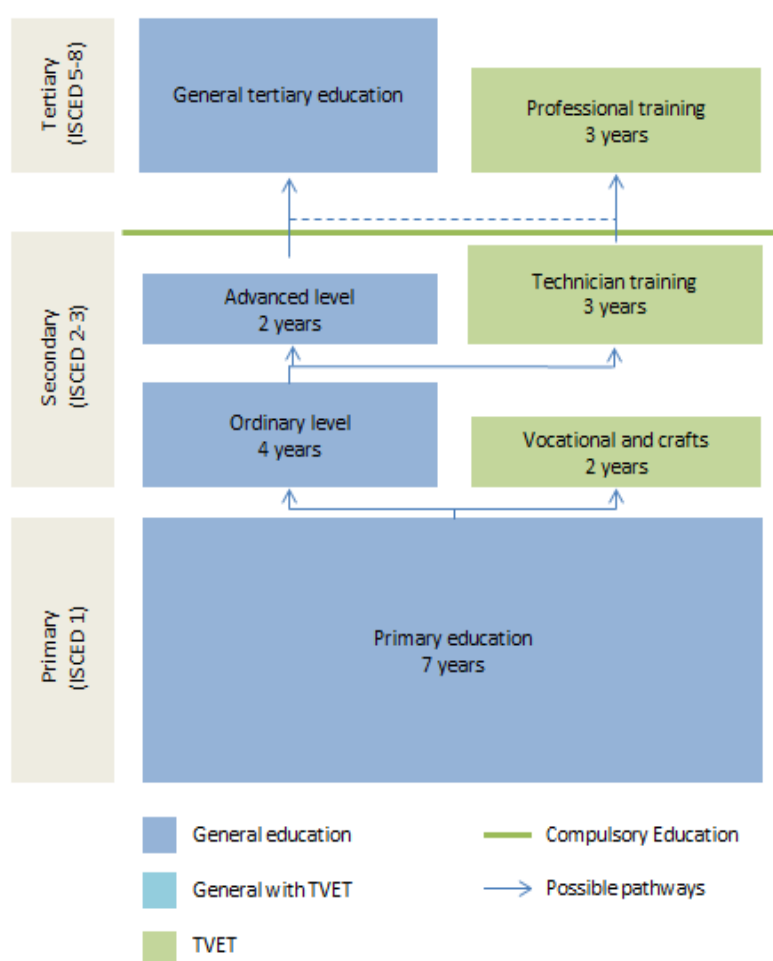 Tertiary
(ISCED 5-8)
General tertiary education
Professional training
3 years
Secondary
(ISCED 2-3)
Advanced level
2 years
Technician training
3 years
Ordinary level
4 years
Vocational and crafts
2 years
Primary
(ISCED 1)
Primary education
7 years
General education
Compulsory Education
General with TVET
Possible pathways
TVET